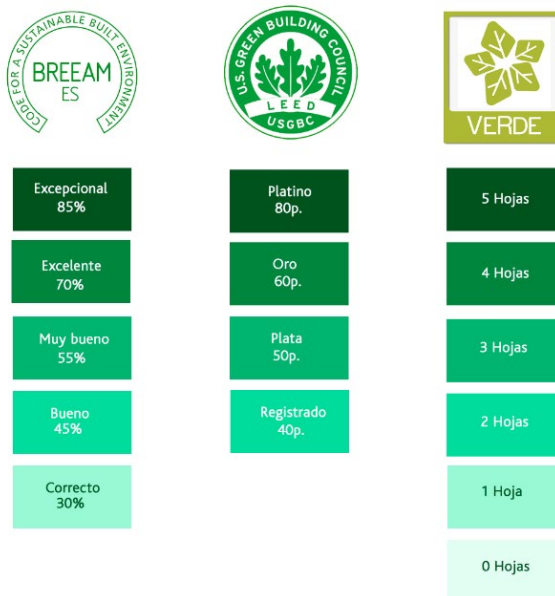 CODE FOR A SUSTAINABLE BUILT ENVIRONMENT
BREEAM
ES
Excepcional
85%
Excelente
70%
Muy bueno
55%
Bueno
45%
Correcto
30%
U.S. GREEN BUILDING COUNCIL
LEED
USGBC
Platino
80p.
Oro
60p.
Plata
50p.
Registrado
40p.
VERDE
5 Hojas
4 Hojas
3 Hojas
2 Hojas
1 Hoja
0 Hojas